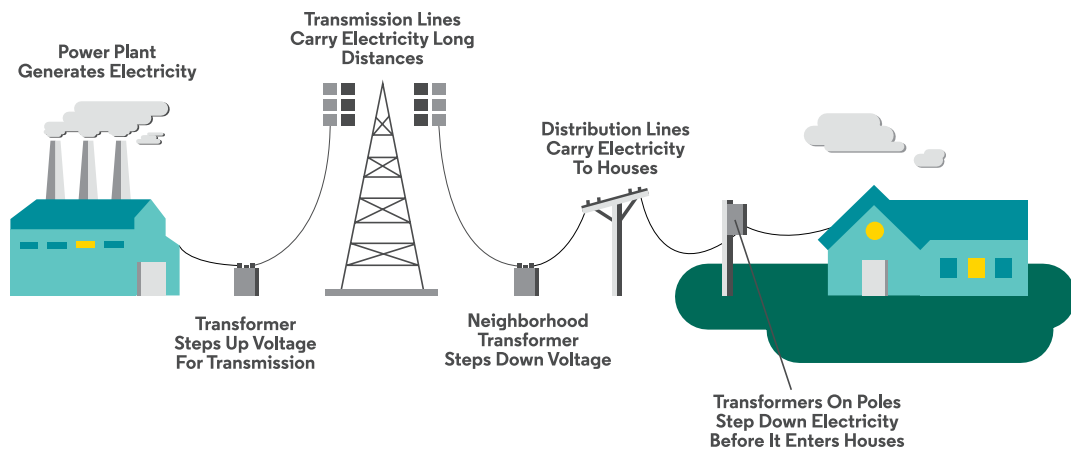 Power Plant
Generates Electricity
Transmission Lines
Carry Electricity Long
Distances
Distribution Lines
Carry Electricity
To Houses
Transformer
Steps Up Voltage
For Transmission
Neighborhood
Transformer
Steps Down Voltage
Transformers On Poles
Step Down Electricity
Before It Enters Houses